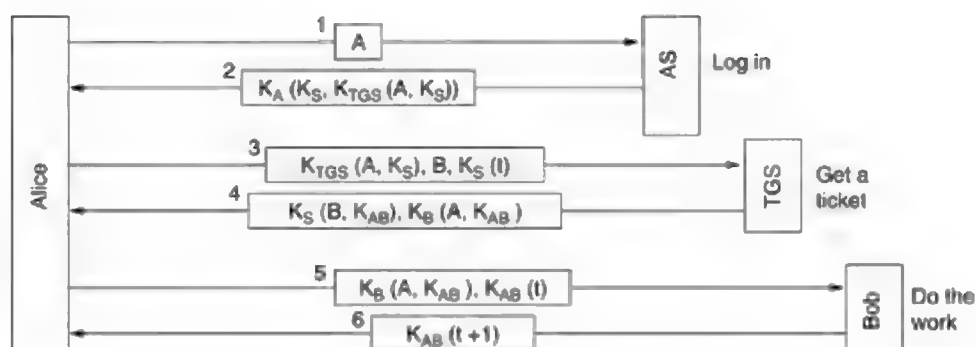 1
A
2
K_A (K_S, K_TGS (A, K_S))
AS
Log in
3
K_TGS (A, K_S), B, K_S (t)
4
K_S (B, K_AB), K_B (A, K_AB)
TGS
Get a
ticket
Alice
5
K_B (A, K_AB), K_AB (t)
6
K_AB (t +1)
Bob
Do the
work